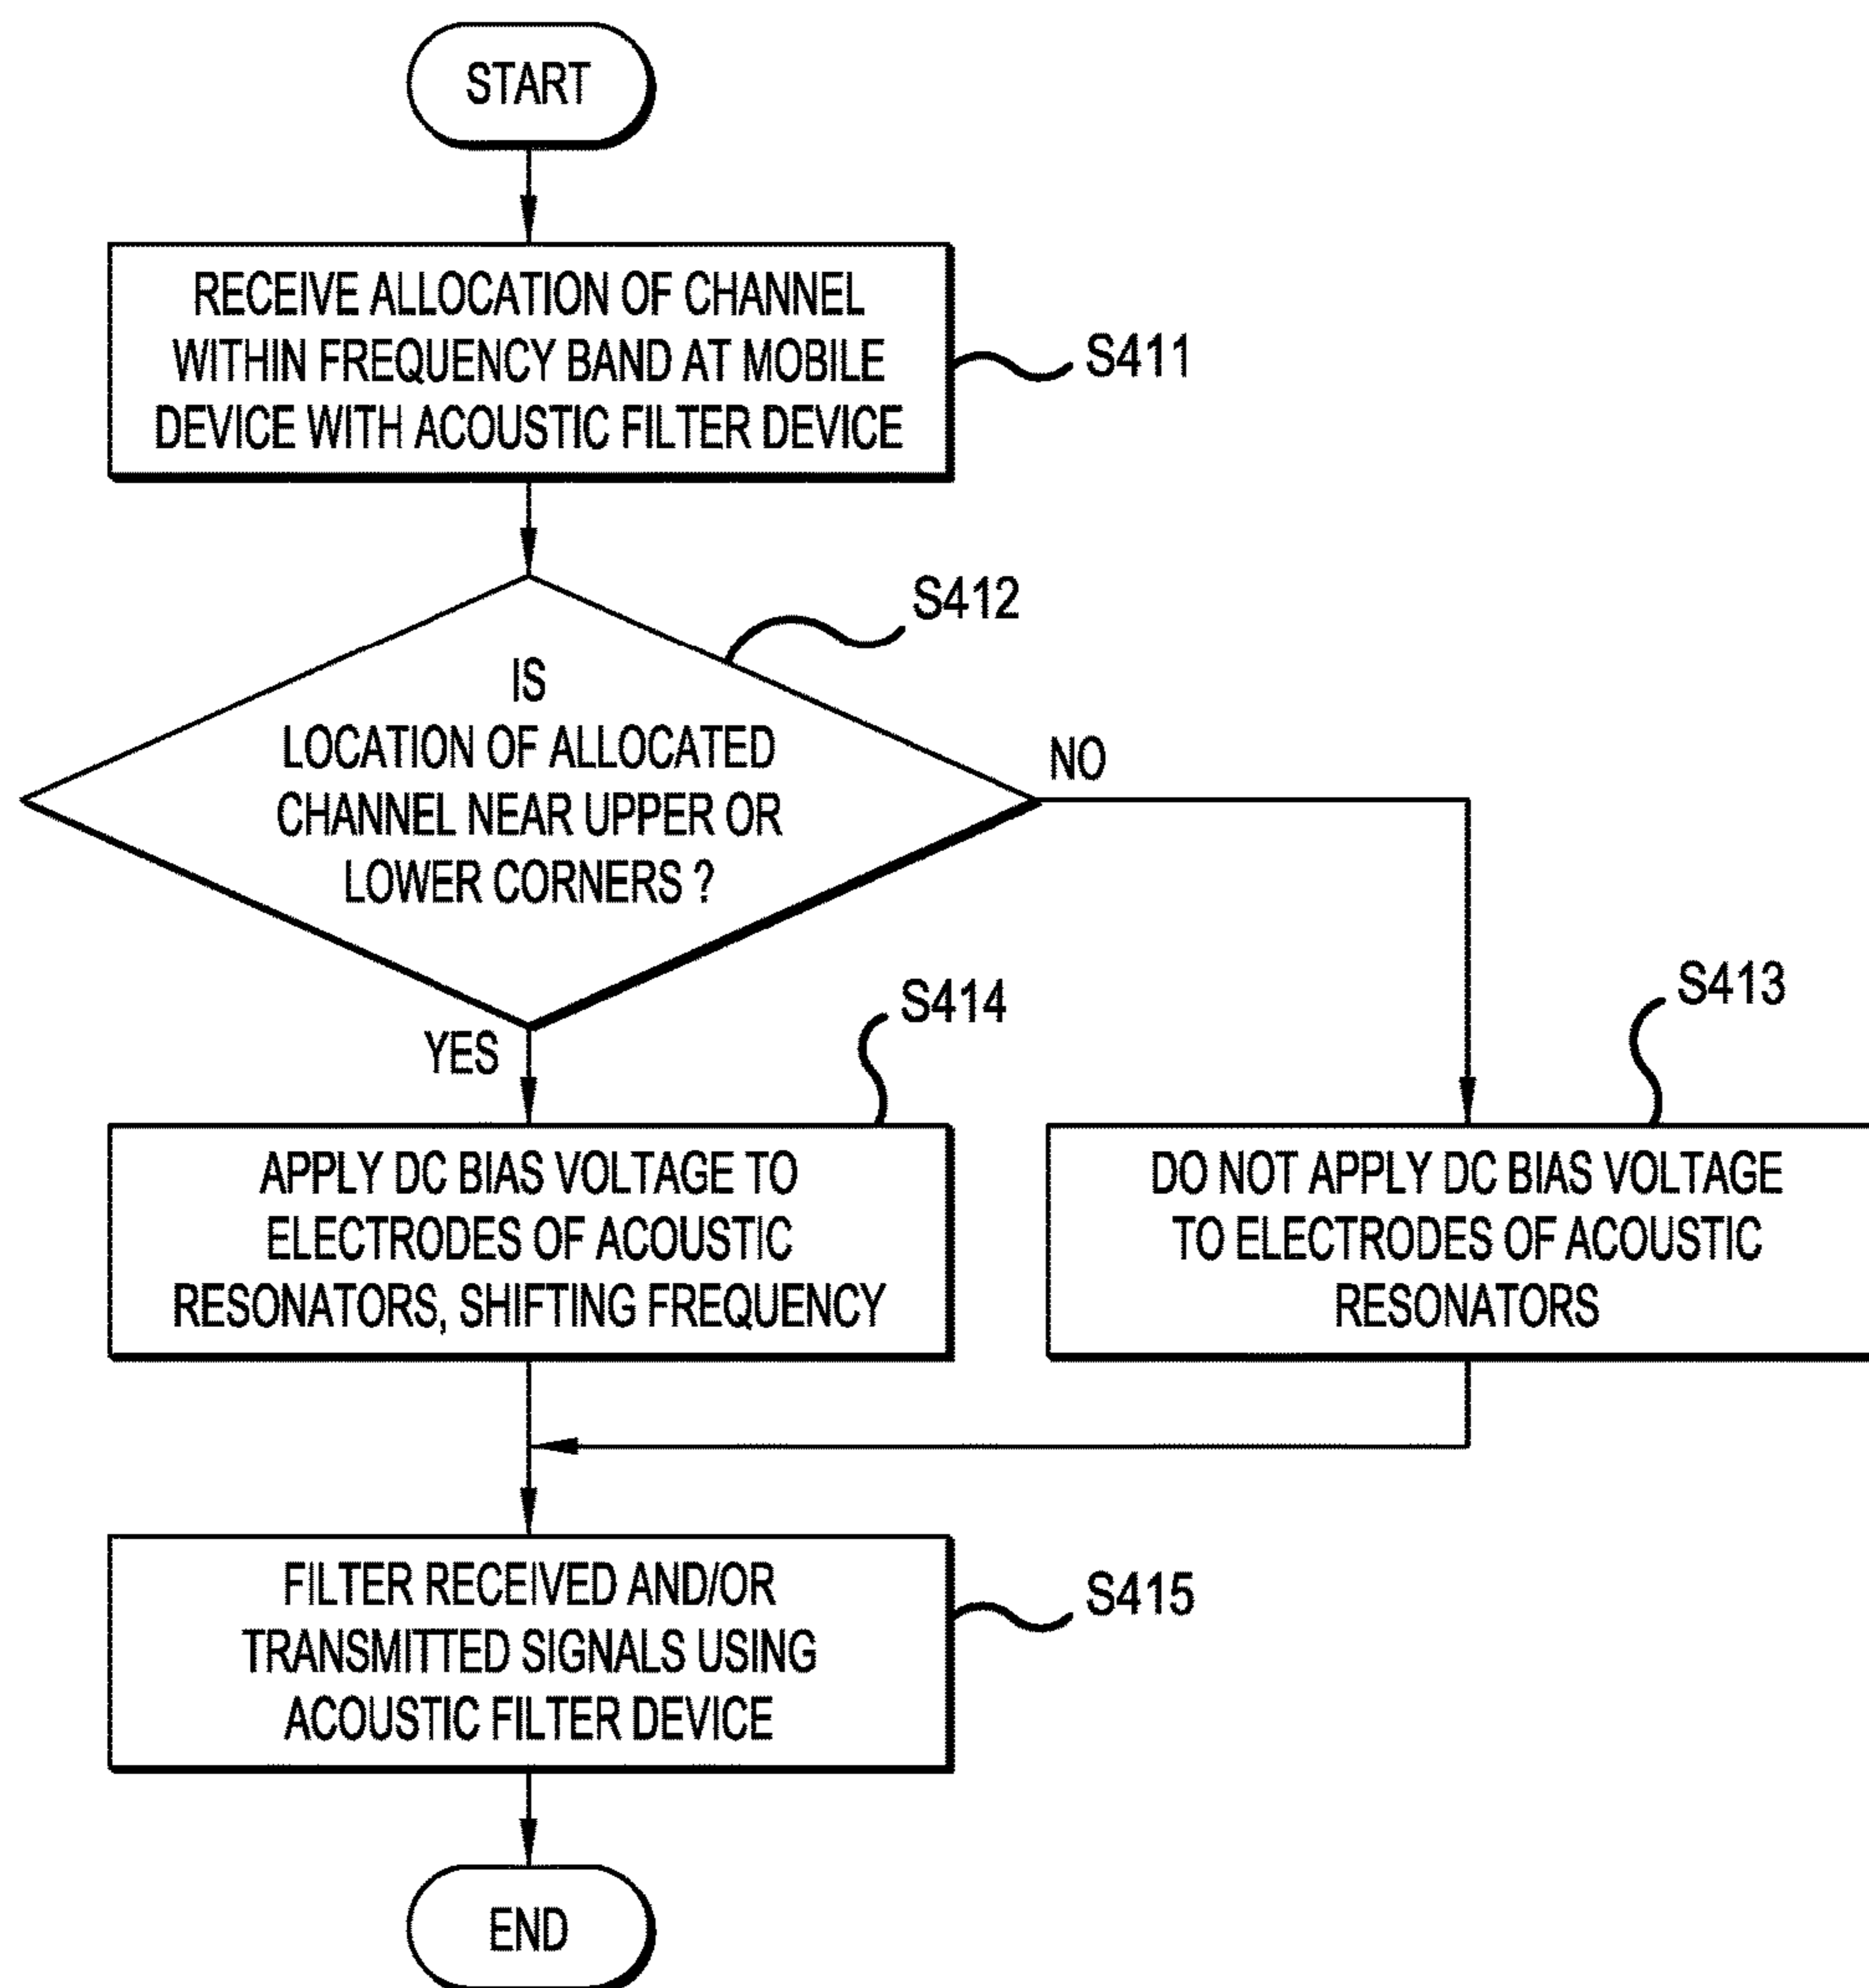 START
RECEIVE ALLOCATION OF CHANNEL
WITHIN FREQUENCY BAND AT MOBILE
DEVICE WITH ACOUSTIC FILTER DEVICE
S411
S412
IS
LOCATION OF ALLOCATED
CHANNEL NEAR UPPER OR
LOWER CORNERS ?
NO
YES
S414
APPLY DC BIAS VOLTAGE TO
ELECTRODES OF ACOUSTIC
RESONATORS, SHIFTING FREQUENCY
S413
DO NOT APPLY DC BIAS VOLTAGE
TO ELECTRODES OF ACOUSTIC
RESONATORS
FILTER RECEIVED AND/OR
TRANSMITTED SIGNALS USING
ACOUSTIC FILTER DEVICE
S415
END